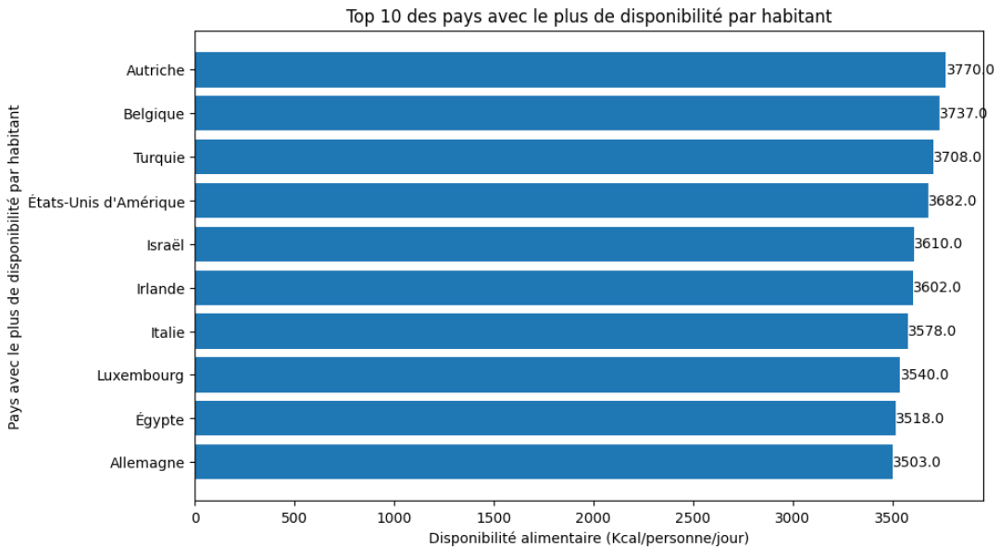 Top 10 des pays avec le plus de disponibilité par habitant
Pays avec le plus de disponibilité par habitant
Autriche 3770.0
Belgique 3737.0
Turquie 3708.0
États-Unis d'Amérique 3682.0
Israël 3610.0
Irlande 3602.0
Italie 3578.0
Luxembourg 3540.0
Égypte 3518.0
Allemagne 3503.0
0 500 1000 1500 2000 2500 3000 3500
Disponibilité alimentaire (Kcal/personne/jour)